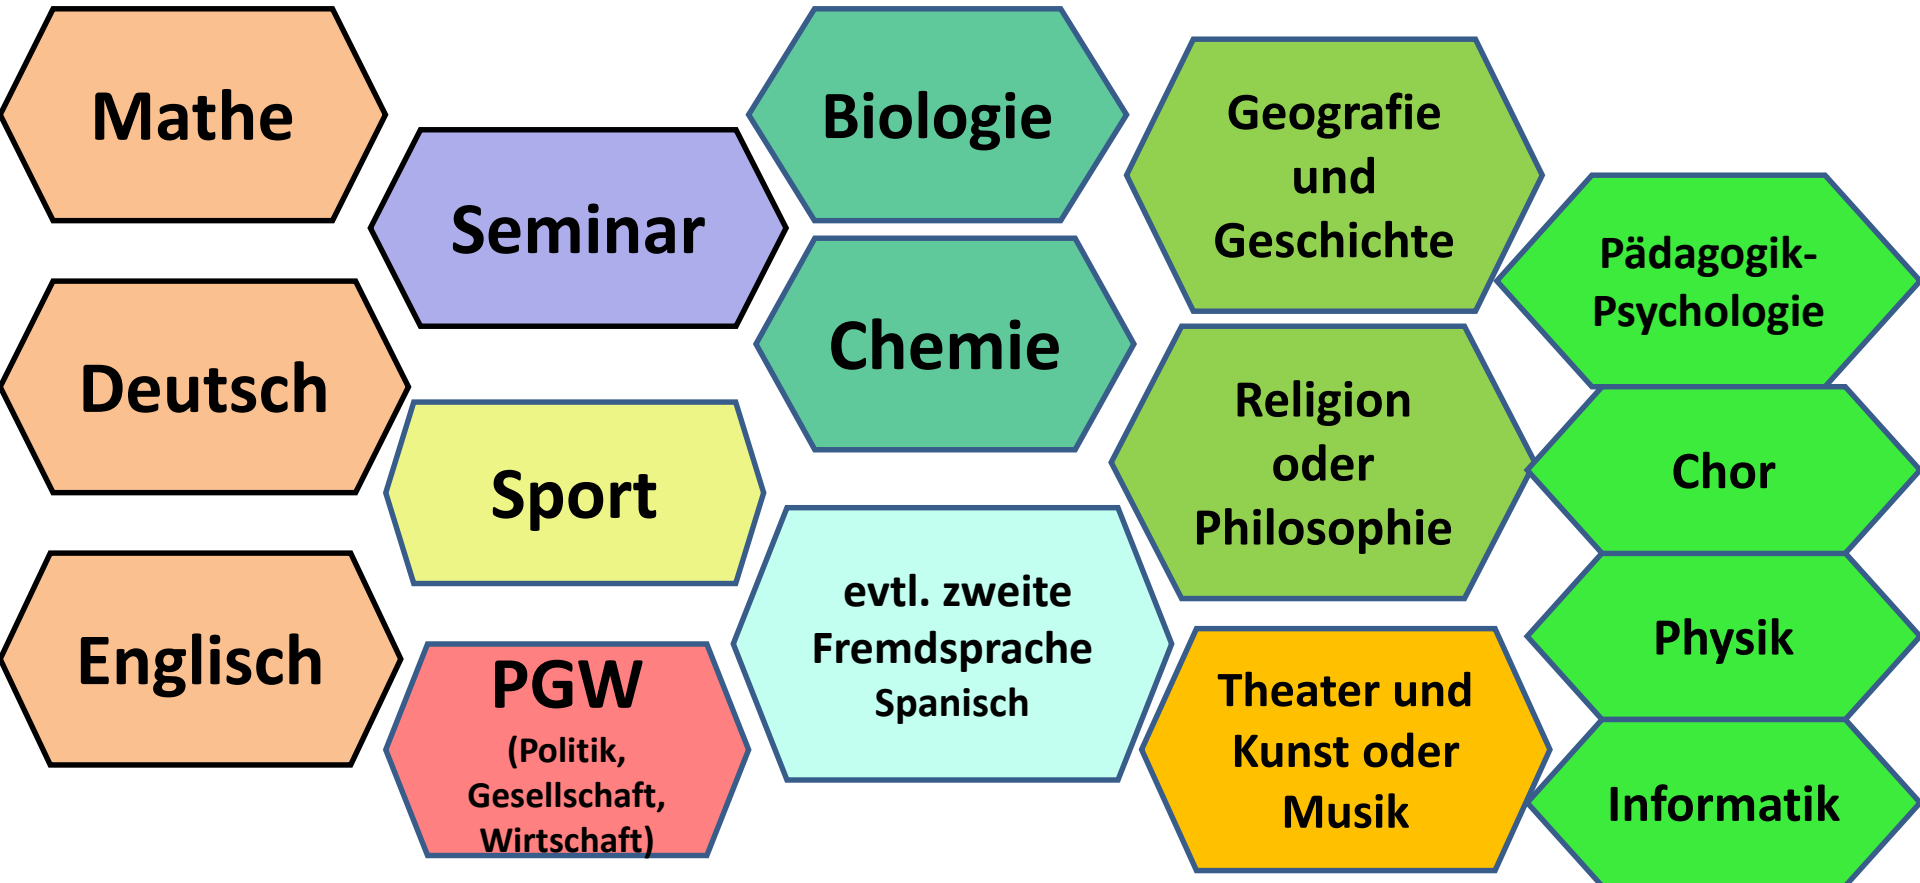 Mathe
Deutsch
Englisch
Seminar
Sport
PGW
(Politik,
Gesellschaft,
Wirtschaft)
Biologie
Chemie
evtl. zweite
Fremdsprache
Spanisch
Geografie
und
Geschichte
Religion
oder
Philosophie
Theater und
Kunst oder
Musik
Pädagogik-
Psychologie
Chor
Physik
Informatik